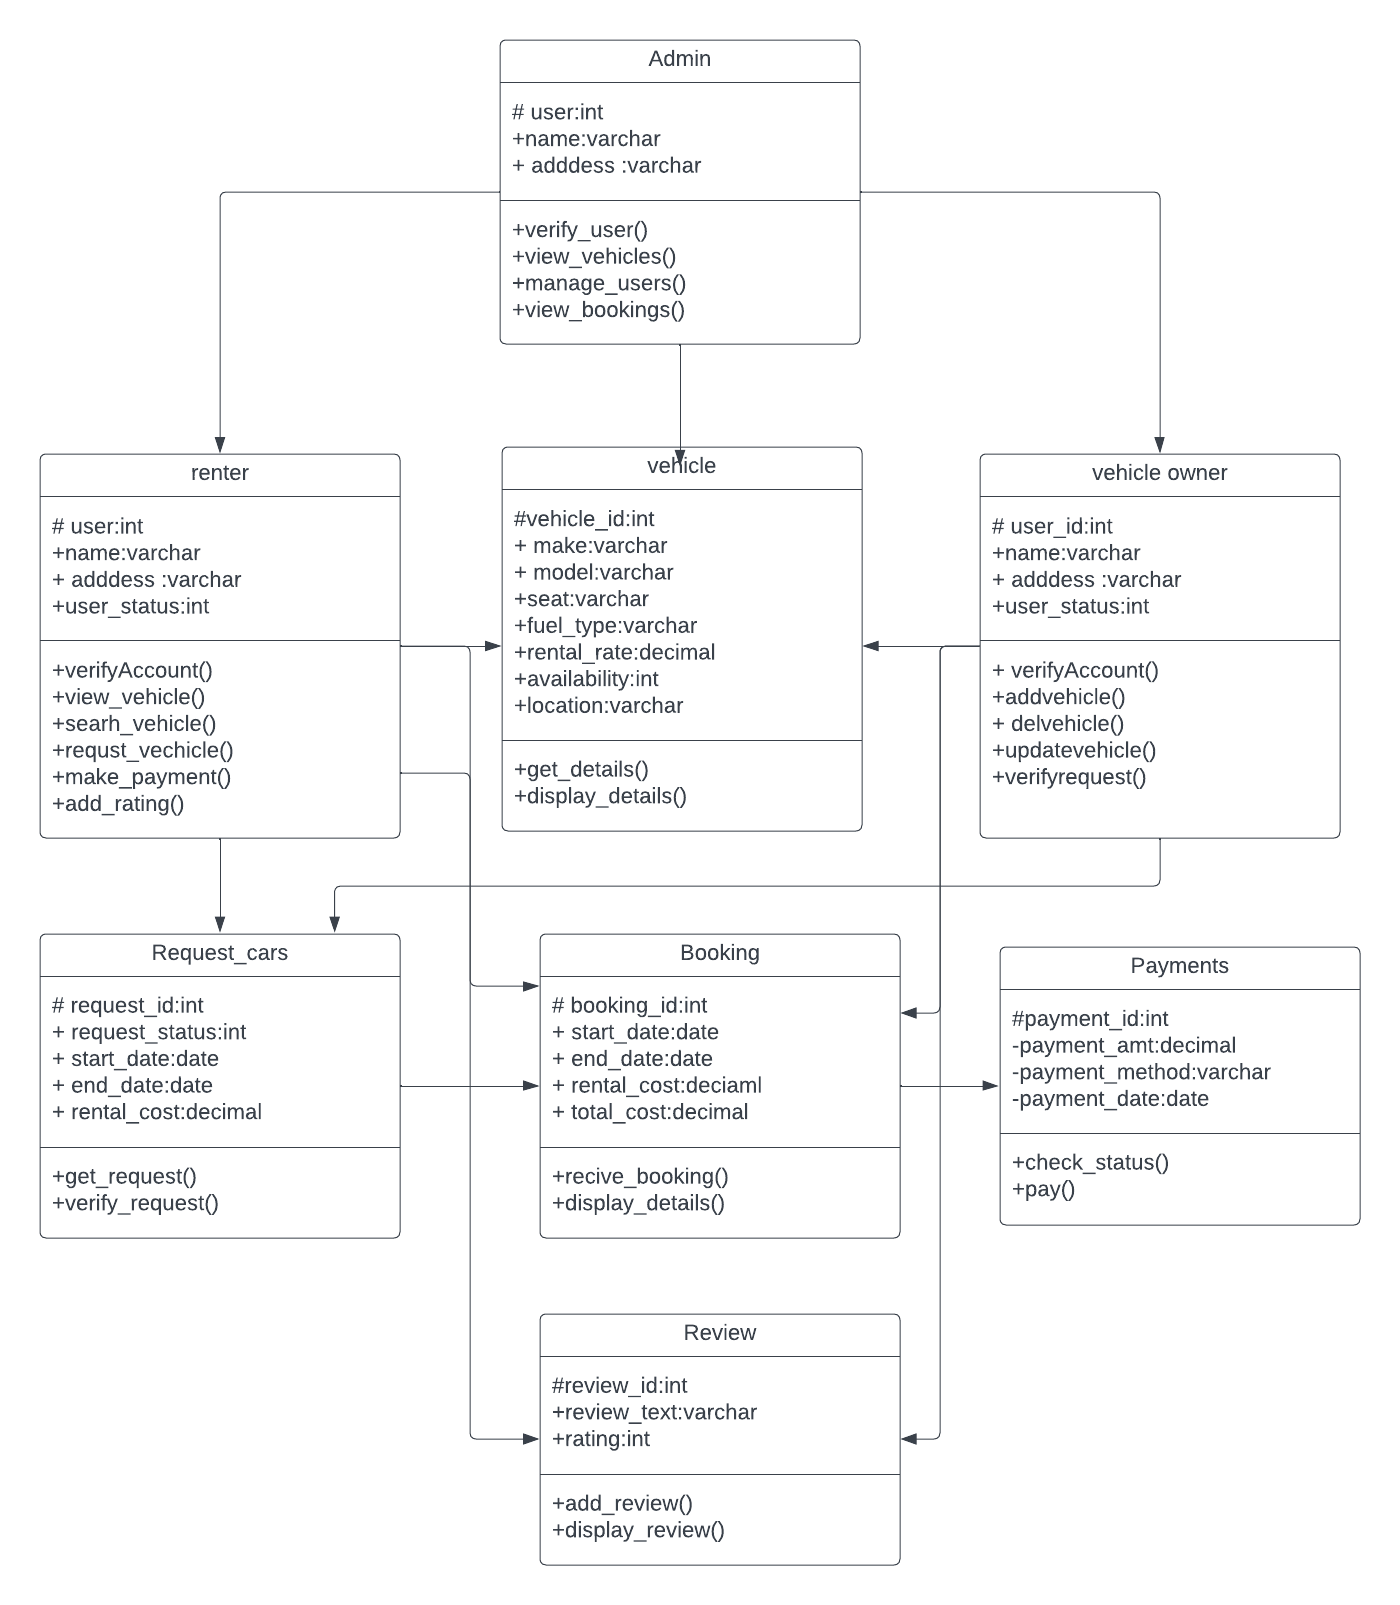 Admin
# user:int
+name:varchar
+ adddess :varchar
+verify_user()
+view_vehicles()
+manage_users()
+view_bookings()
renter
# user:int
+name:varchar
+ adddess :varchar
+user_status:int
+verifyAccount()
+view_vehicle()
+searh_vehicle()
+requst_vechicle()
+make_payment()
+add_rating()
vehicle
#vehicle_id:int
+ make:varchar
+ model:varchar
+seat:varchar
+fuel_type:varchar
+rental_rate:decimal
+availability:int
+location:varchar
+get_details()
+display_details()
vehicle owner
# user_id:int
+name:varchar
+ adddess :varchar
+user_status:int
+ verifyAccount()
+addvehicle()
+ delvehicle()
+updatevehicle()
+verifyrequest()
Request_cars
# request_id:int
+ request_status:int
+ start_date:date
+ end_date:date
+ rental_cost:decimal
+get_request()
+verify_request()
Booking
# booking_id:int
+ start_date:date
+ end_date:date
+ rental_cost:deciaml
+ total_cost:decimal
+recive_booking()
+display_details()
Payments
#payment_id:int
-payment_amt:decimal
-payment_method:varchar
-payment_date:date
+check_status()
+pay()
Review
#review_id:int
+review_text:varchar
+rating:int
+add_review()
+display_review()